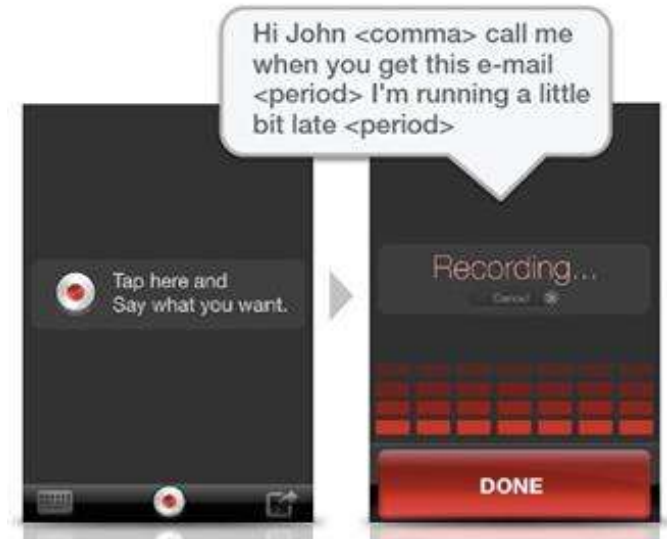 Hi John <comma> call me
when you get this e-mail
<period> I'm running a little
bit late <period>
Tap here and
Say what you want.
Recording...
Cancel
DONE